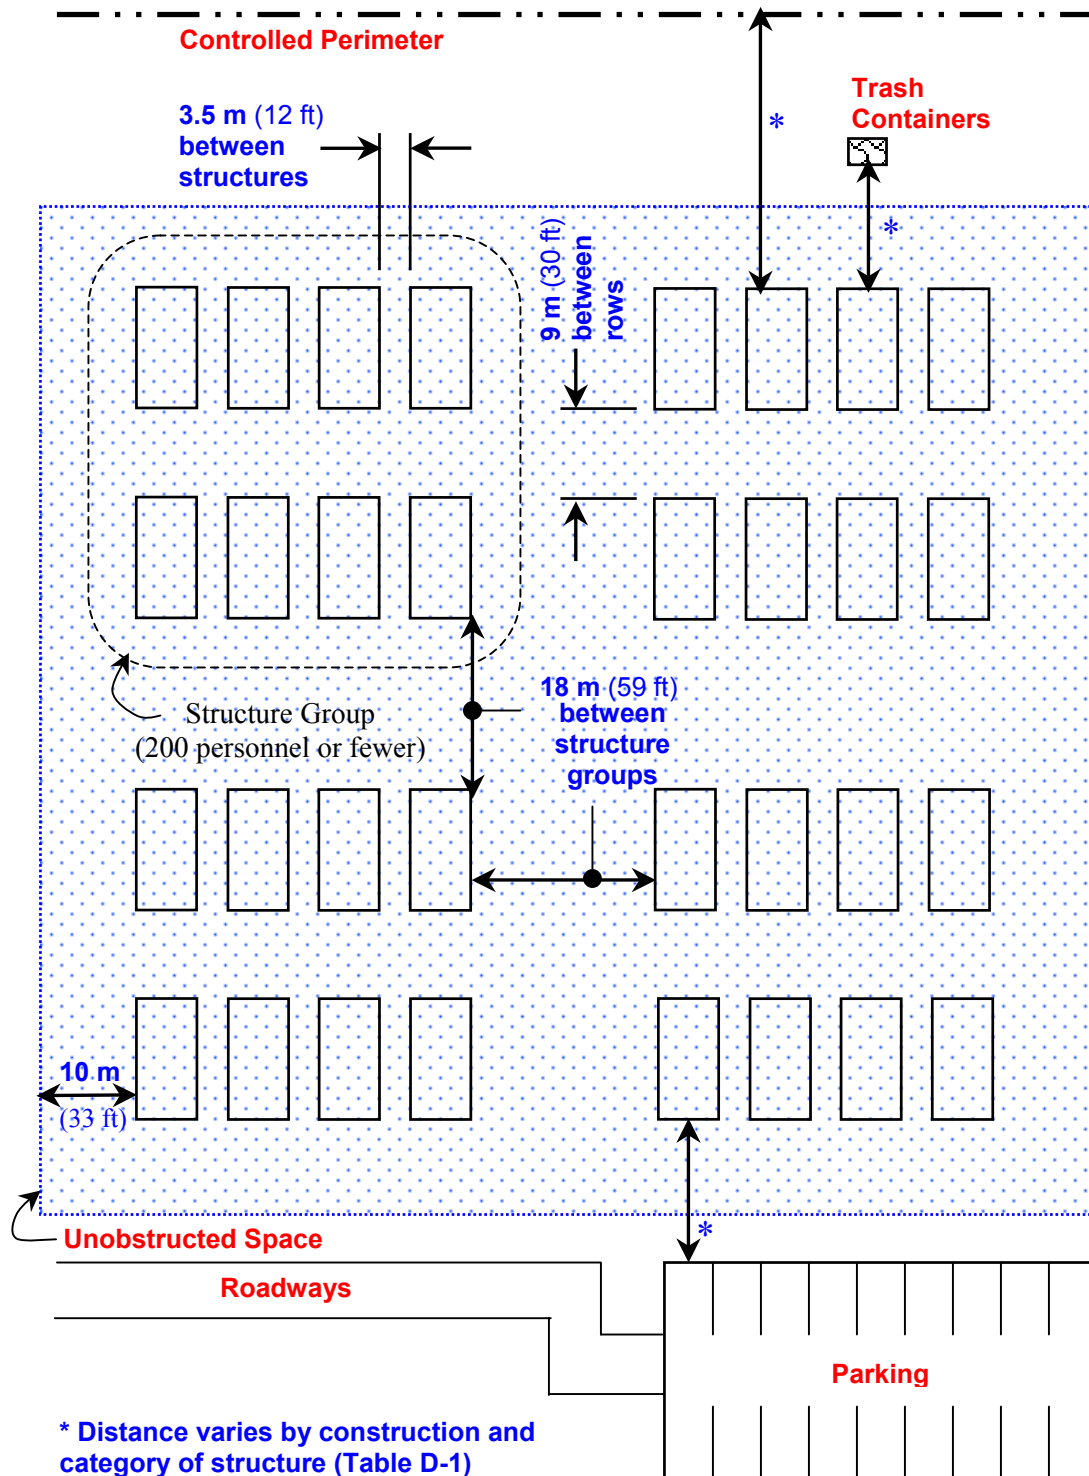 Controlled Perimeter
3.5 m (12 ft)
between
structures
*
Trash
Containers
*
9 m (30 ft)
between
rows
Structure Group
(200 personnel or fewer)
18 m (59 ft)
between
structure
groups
10 m
(33 ft)
Unobstructed Space
*
Roadways
Parking
* Distance varies by construction and
category of structure (Table D-1)